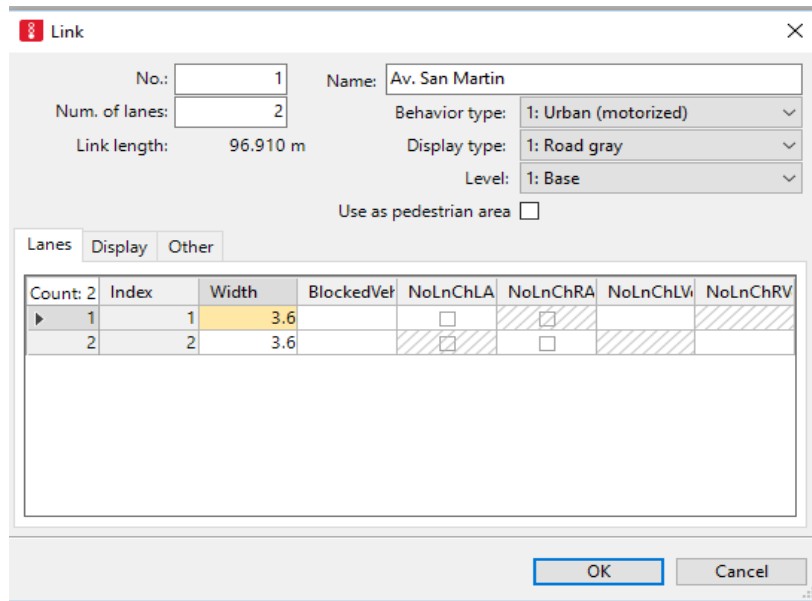 Link
No.: 1 Name: Av. San Martin
Num. of lanes: 2 Behavior type: 1: Urban (motorized)
Link length: 96.910 m Display type: 1: Road gray
Level: 1: Base
Use as pedestrian area
Lanes Display Other
Count: 2 Index Width BlockedVeh NoLnChLA NoLnChRA NoLnChLV NoLnChRV
1 1 3.6
2 2 3.6
OK Cancel